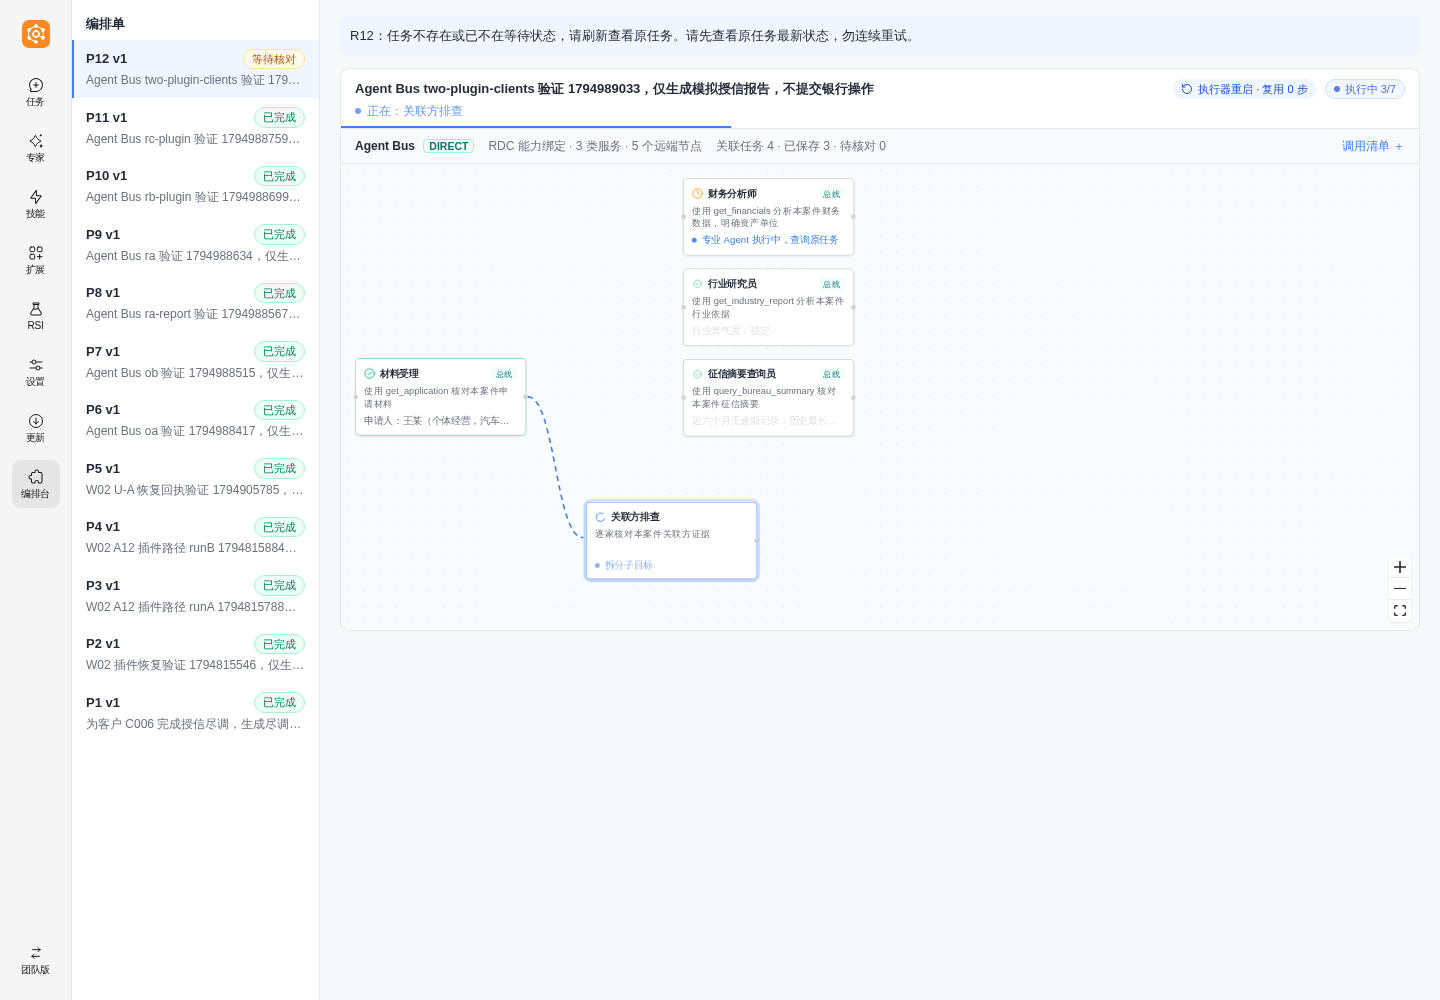 任务
专家
技能
扩展
RSI
设置
更新
编排台
团队版
编排单
P12 v1 等待核对
Agent Bus two-plugin-clients 验证 179…
P11 v1 已完成
Agent Bus rc-plugin 验证 1794988759…
P10 v1 已完成
Agent Bus rb-plugin 验证 1794988699…
P9 v1 已完成
Agent Bus ra 验证 1794988634，仅生…
P8 v1 已完成
Agent Bus ra-report 验证 1794988567…
P7 v1 已完成
Agent Bus ob 验证 1794988515，仅生…
P6 v1 已完成
Agent Bus oa 验证 1794988417，仅生…
P5 v1 已完成
W02 U-A 恢复回执验证 1794905785，…
P4 v1 已完成
W02 A12 插件路径 runB 1794815884…
P3 v1 已完成
W02 A12 插件路径 runA 1794815788…
P2 v1 已完成
W02 插件恢复验证 1794815546，仅生…
P1 v1 已完成
为客户 C006 完成授信尽调，生成尽调…
R12：任务不存在或已不在等待状态，请刷新查看原任务。请先查看原任务最新状态，勿连续重试。
Agent Bus two-plugin-clients 验证 1794989033，仅生成模拟授信报告，不提交银行操作
执行器重启 · 复用 0 步
执行中 3/7
正在：关联方排查
Agent Bus DIRECT RDC 能力绑定 · 3 类服务 · 5 个远端节点 关联任务 4 · 已保存 3 · 待核对 0 调用清单 +
财务分析师 总线
使用 get_financials 分析本案件财务
数据，明确资产单位
专业 Agent 执行中，查询原任务
行业研究员 总线
使用 get_industry_report 分析本案件
行业依据
行业景气度：稳定,
材料受理 总线
使用 get_application 核对本案件申
请材料
申请人：王某（个体经营，汽车…
征信摘要查询员 总线
使用 query_bureau_summary 核对
本案件征信摘要
近六个月无逾期记录；历史最长…
关联方排查
逐家核对本案件关联方证据
拆分子目标